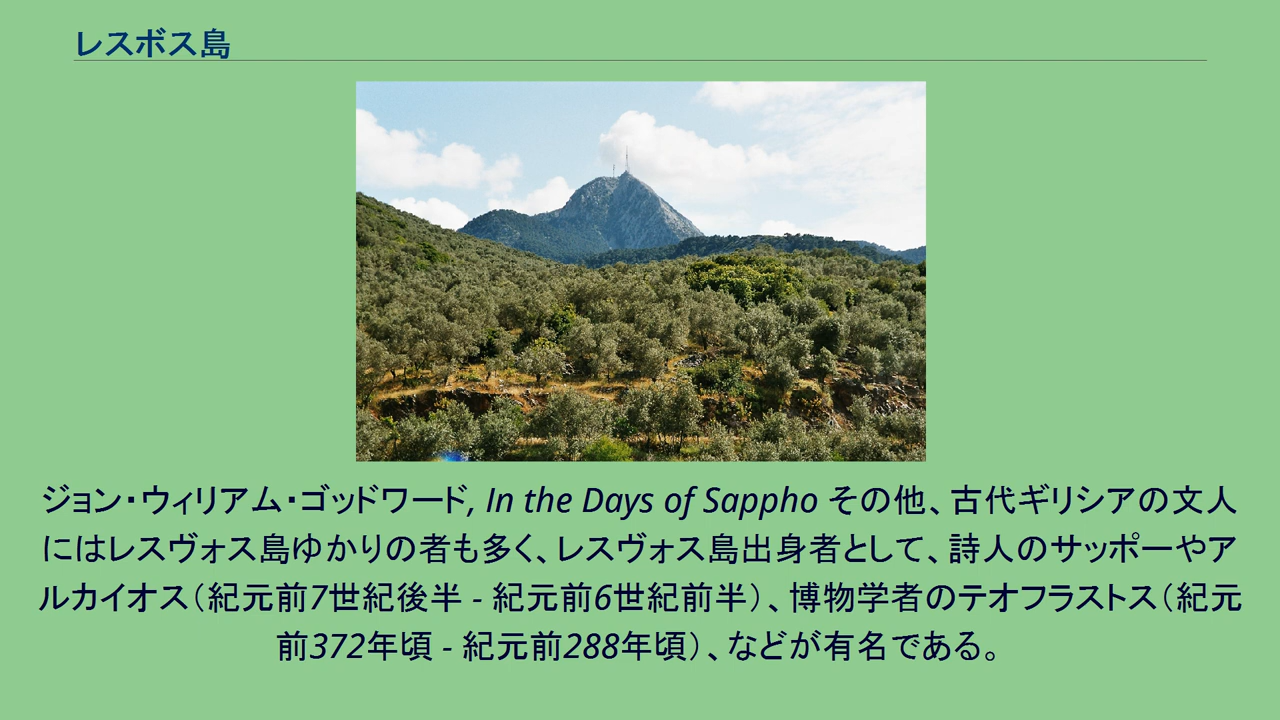 レスボス島
ジョン・ウィリアム・ゴッドワード, In the Days of Sappho その他、古代ギリシアの文人
にはレスヴォス島ゆかりの者も多く、レスヴォス島出身者として、詩人のサッポーやア
ルカイオス（紀元前7世紀後半 - 紀元前6世紀前半）、博物学者のテオフラストス（紀元
前372年頃 - 紀元前288年頃）、などが有名である。